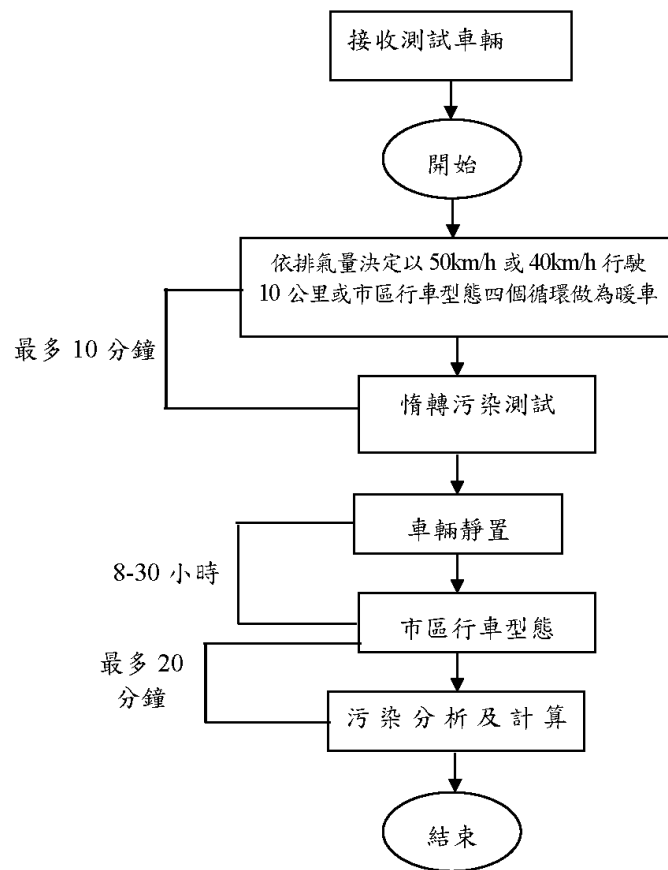 接收測試車輛
開始
依排氣量決定以 50km/h 或 40km/h 行駛
10 公里或市區行車型態四個循環做為暖車
最多 10 分鐘
惰轉污染測試
車輛靜置
8-30 小時
市區行車型態
最多 20
分鐘
污染分析及計算
結束